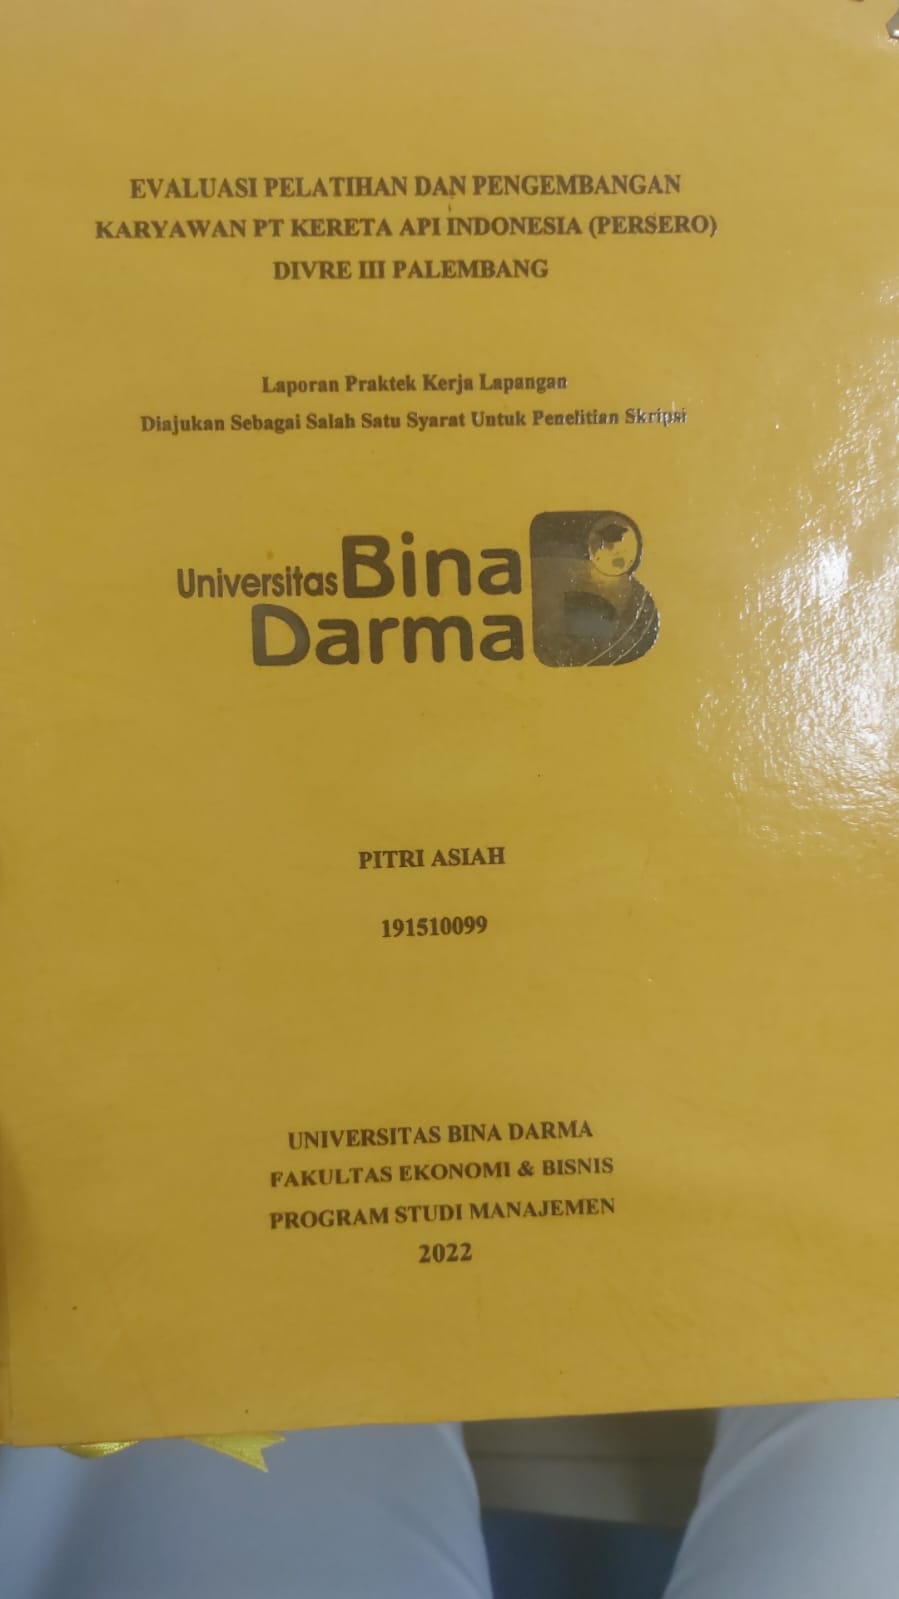 EVALUASI PELATIHAN DAN PENGEMBANGAN
KARYAWAN PT KERETA API INDONESIA (PERSERO)
DIVRE III PALEMBANG
Laporan Praktek Kerja Lapangan
Diajukan Sebagai Salah Satu Syarat Untuk Penelitian Skripsi
Universitas Bina
Darma
PITRI ASIAH
191510099
UNIVERSITAS BINA DARMA
FAKULTAS EKONOMI & BISNIS
PROGRAM STUDI MANAJEMEN
2022